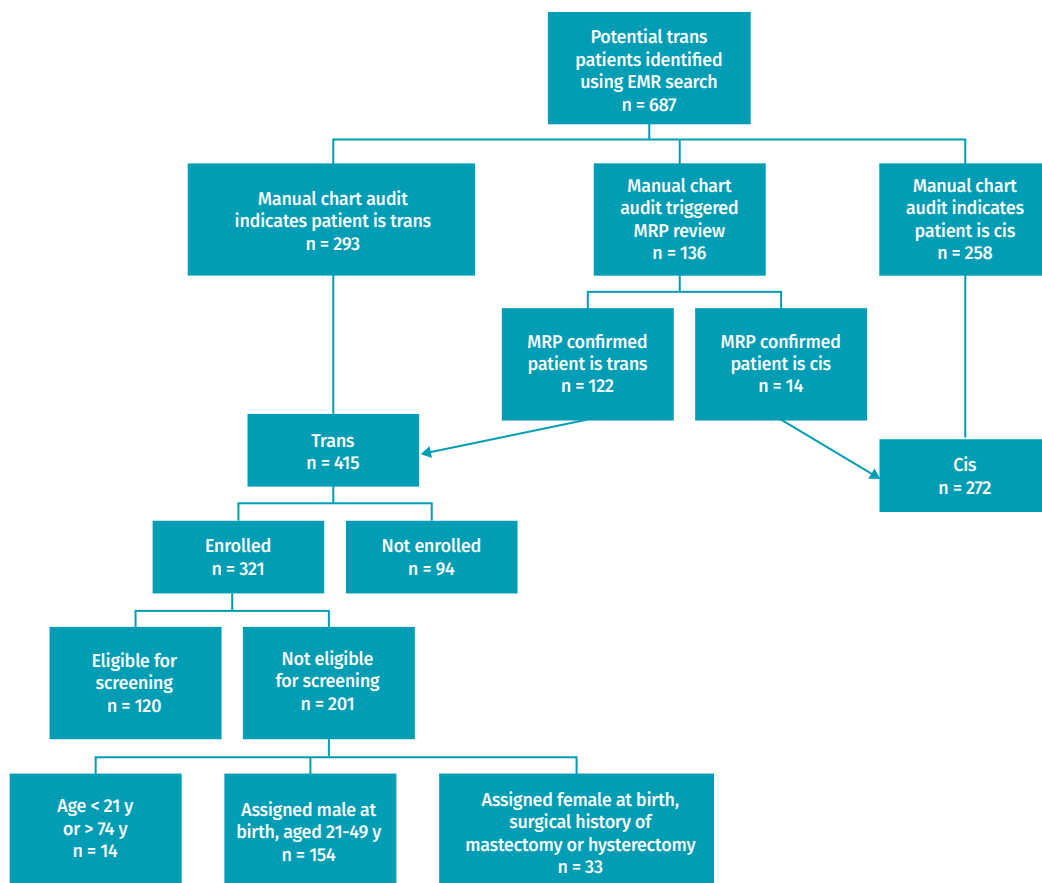 Potential trans
patients identified
using EMR search
n = 687
Manual chart audit
indicates patient is trans
n = 293
Manual chart
audit triggered
MRP review
n = 136
Manual chart
audit indicates
patient is cis
n = 258
MRP confirmed
patient is trans
n = 122
MRP confirmed
patient is cis
n = 14
Trans
n = 415
Cis
n = 272
Enrolled
n = 321
Not enrolled
n = 94
Eligible for
screening
n = 120
Not eligible
for screening
n = 201
Age < 21 y
or > 74 y
n = 14
Assigned male at
birth, aged 21-49 y
n = 154
Assigned female at birth,
surgical history of
mastectomy or hysterectomy
n = 33